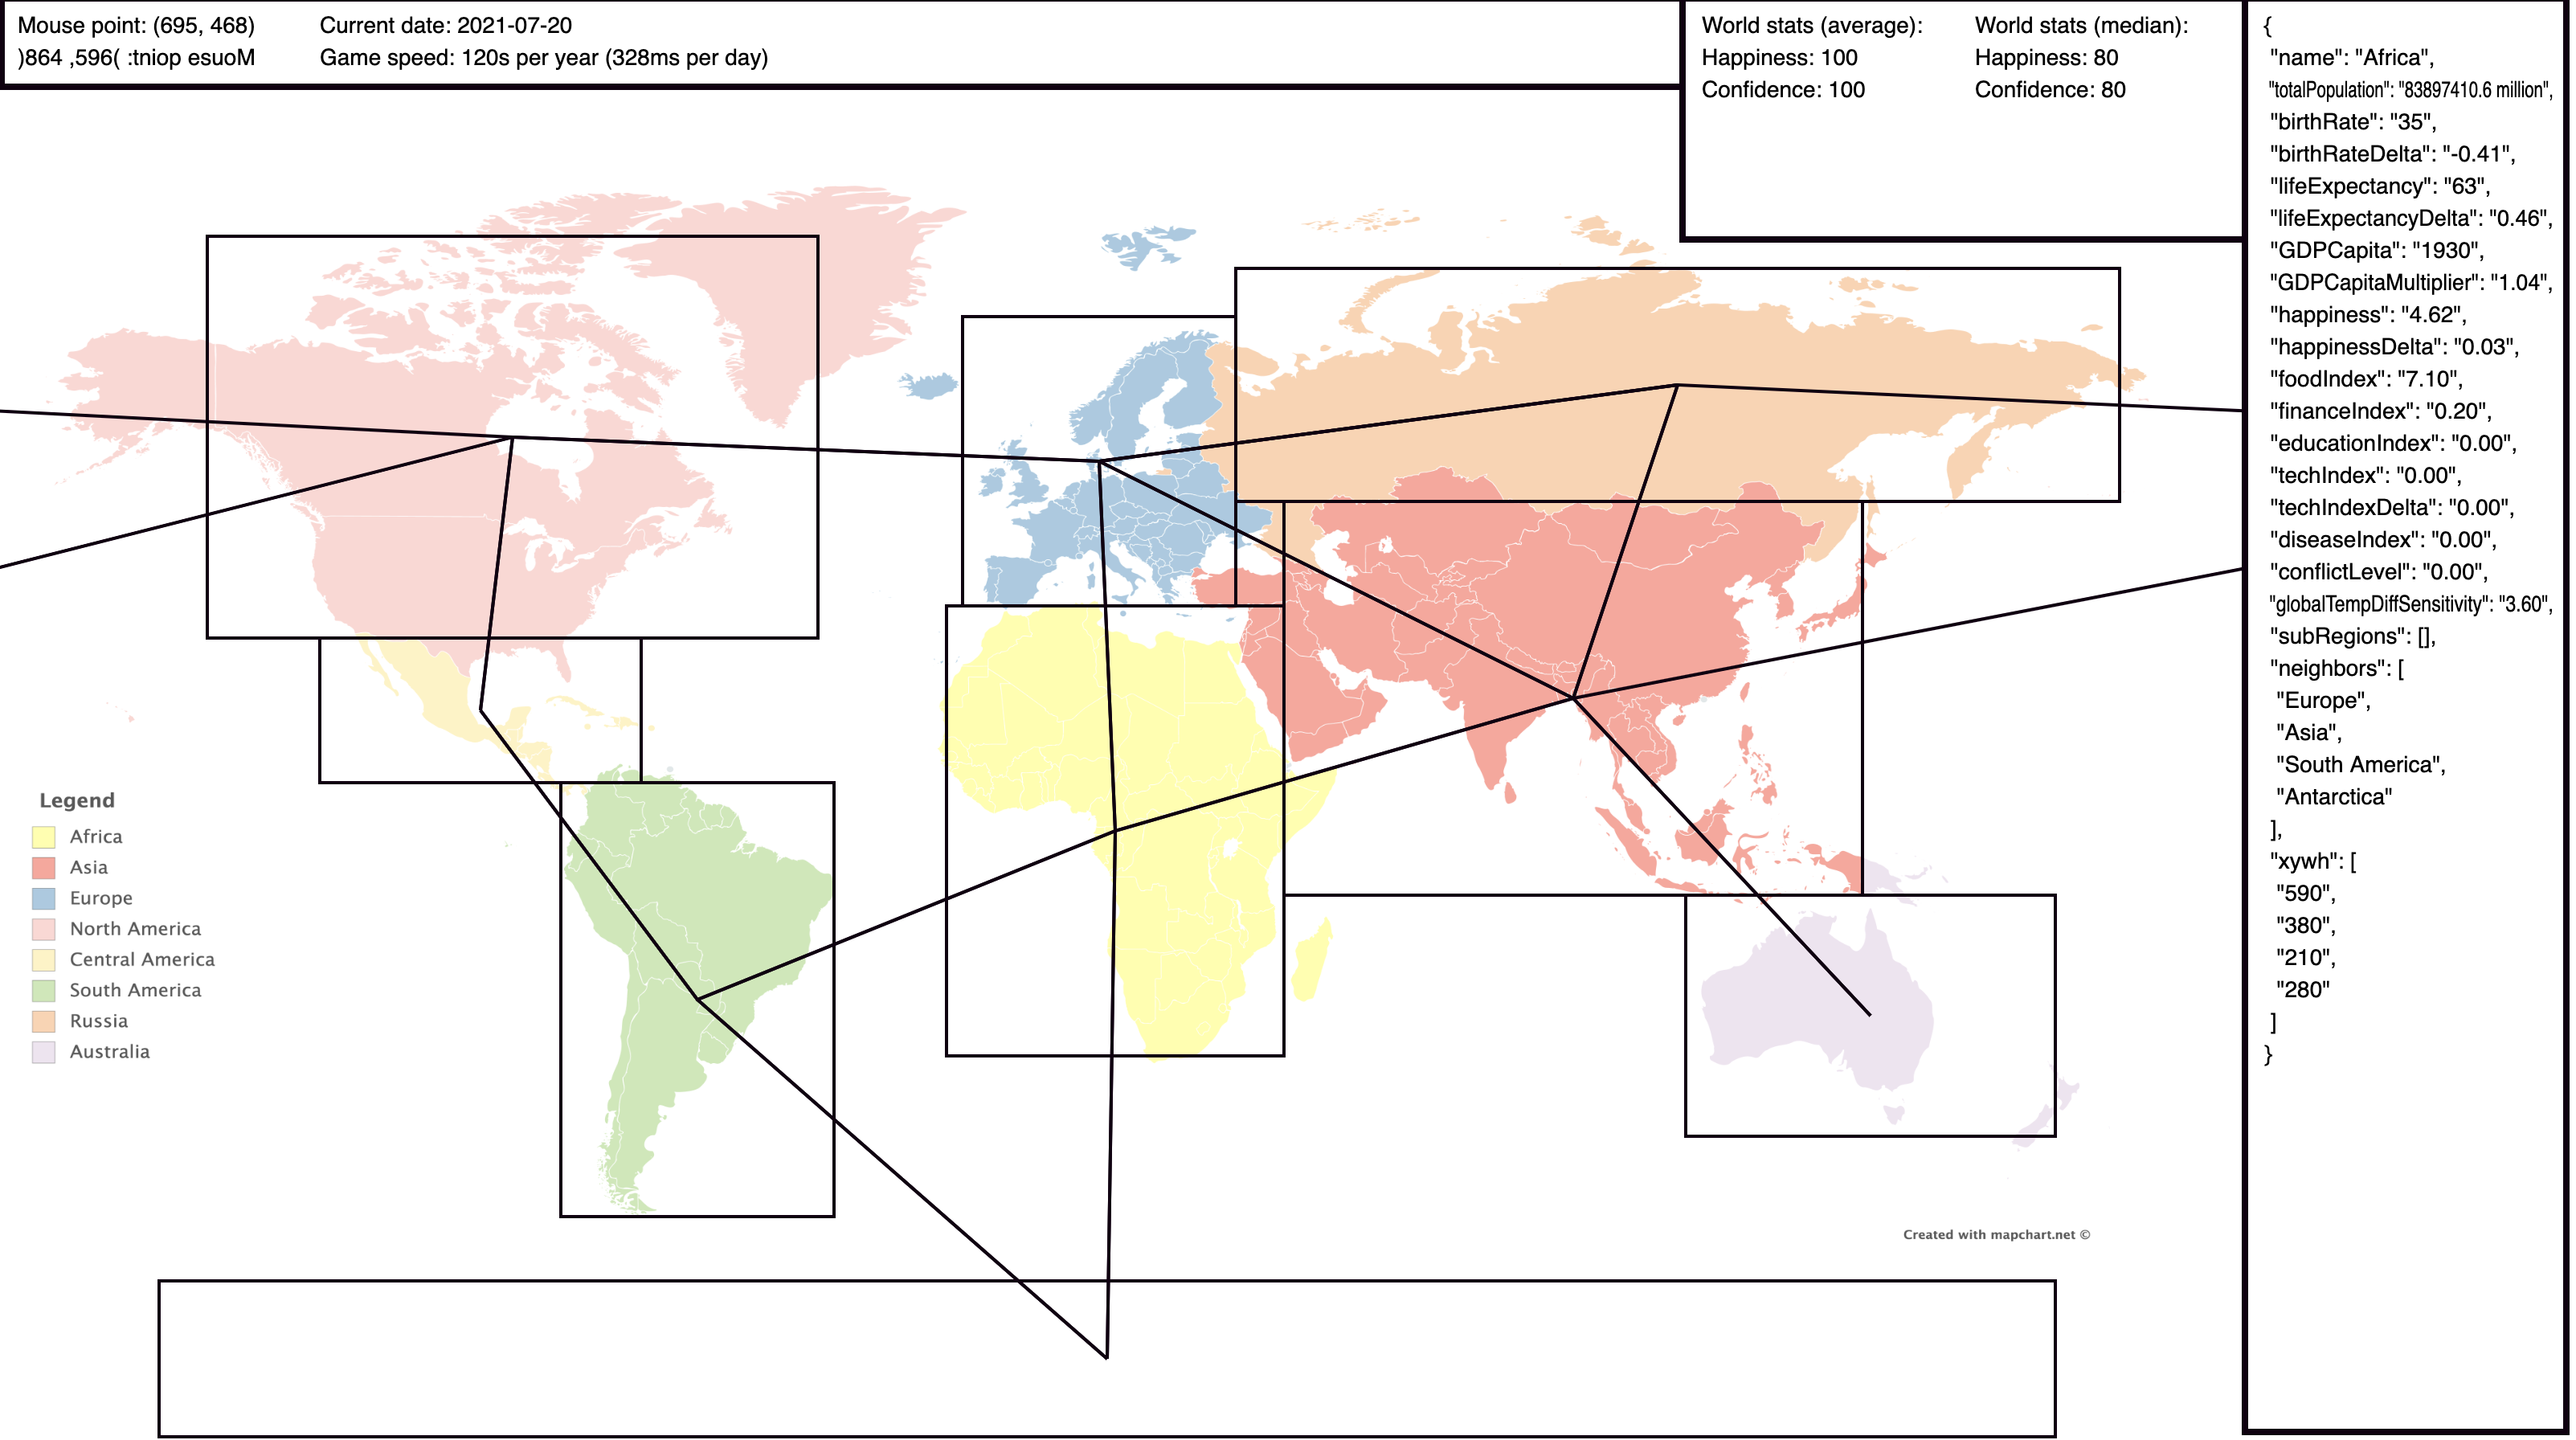 Mouse point: (695, 468)
)864 ,596( :tniop esuoM
Current date: 2021-07-20
Game speed: 120s per year (328ms per day)
World stats (average):
Happiness: 100
Confidence: 100
World stats (median):
Happiness: 80
Confidence: 80
{
"name": "Africa",
"totalPopulation": "83897410.6 million",
"birthRate": "35",
"birthRateDelta": "-0.41",
"lifeExpectancy": "63",
"lifeExpectancyDelta": "0.46",
"GDPCapita": "1930",
"GDPCapitaMultiplier": "1.04",
"happiness": "4.62",
"happinessDelta": "0.03",
"foodIndex": "7.10",
"financeIndex": "0.20",
"educationIndex": "0.00",
"techIndex": "0.00",
"techIndexDelta": "0.00",
"diseaseIndex": "0.00",
"conflictLevel": "0.00",
"globalTempDiffSensitivity": "3.60",
"subRegions": [],
"neighbors": [
"Europe",
"Asia",
"South America",
"Antarctica"
],
"xywh": [
"590",
"380",
"210",
"280"
]
}
Legend
Africa
Asia
Europe
North America
Central America
South America
Russia
Australia
Created with mapchart.net ©